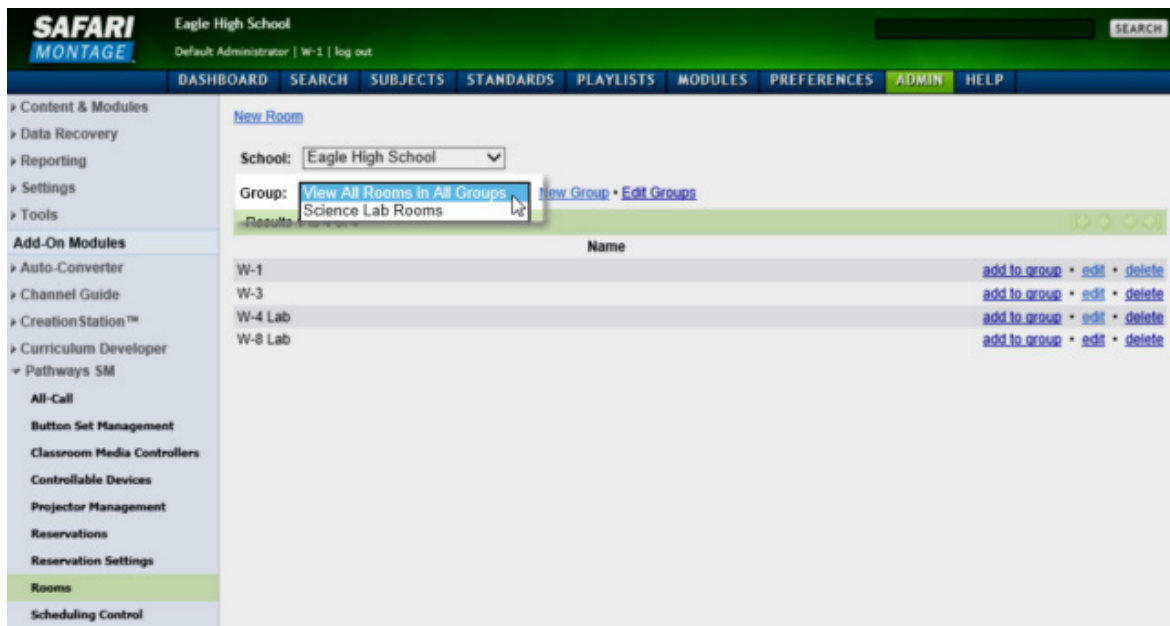 SAFARI
MONTAGE
Eagle High School
Default Administrator | W-1 | log out
SEARCH
DASHBOARD SEARCH SUBJECTS STANDARDS PLAYLISTS MODULES PREFERENCES ADMIN HELP
Content & Modules
Data Recovery
Reporting
Settings
Tools
Add-On Modules
Auto-Converter
Channel Guide
CreationStation™
Curriculum Developer
Pathways SM
All-Call
Button Set Management
Classroom Media Controllers
Controllable Devices
Projector Management
Reservations
Reservation Settings
Rooms
Scheduling Control
New Room
School: Eagle High School
Group: View All Rooms in All Groups New Group • Edit Groups
Science Lab Rooms
Results
Name
W-1 add to group • edit • delete
W-3 add to group • edit • delete
W-4 Lab add to group • edit • delete
W-8 Lab add to group • edit • delete